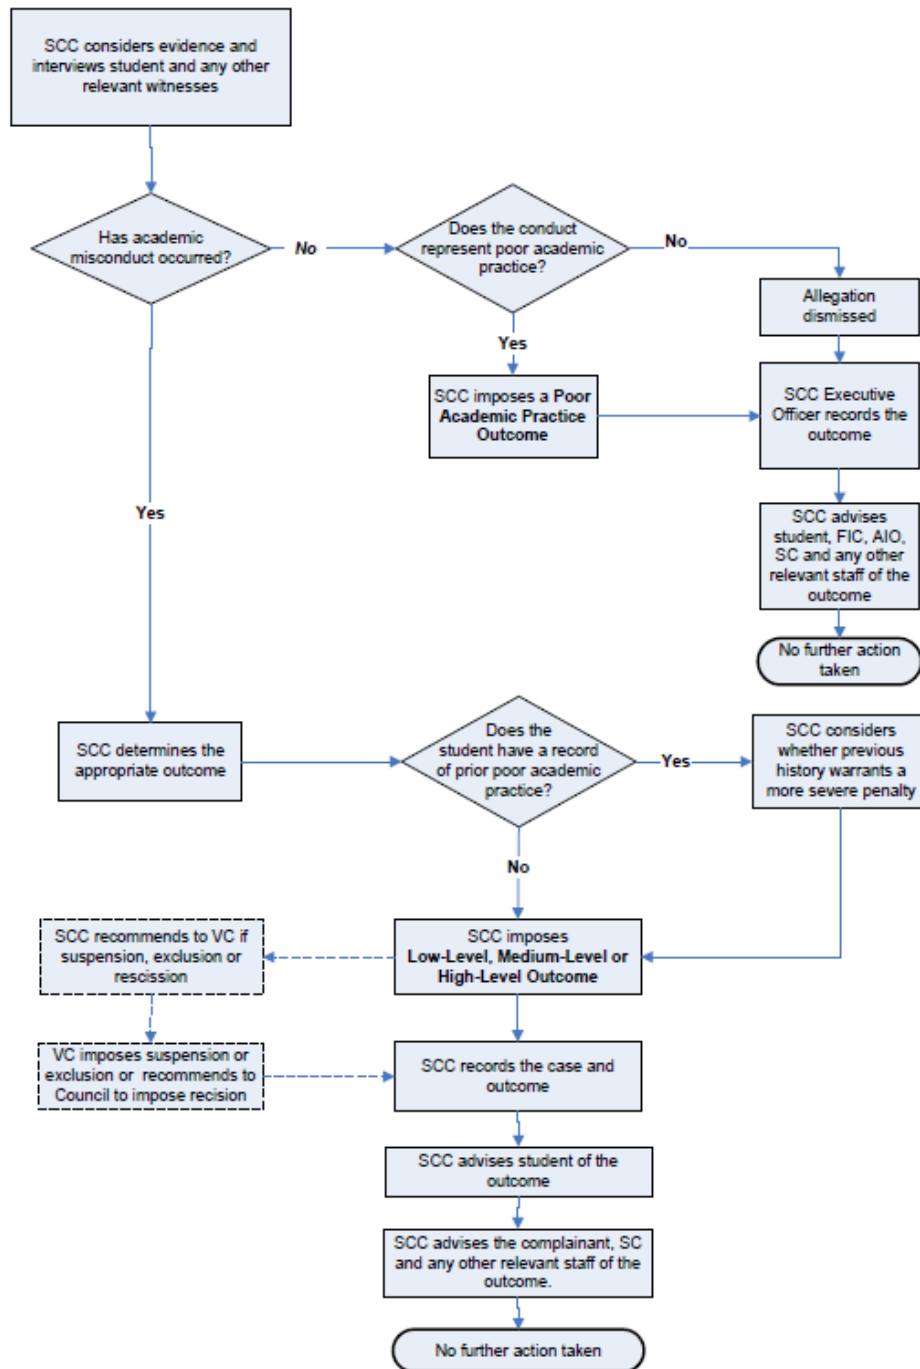 SCC considers evidence and
interviews student and any other
relevant witnesses
Has academic
misconduct occurred?
No
Does the conduct
represent poor academic
practice?
No
Allegation
dismissed
Yes
SCC imposes a Poor
Academic Practice
Outcome
SCC Executive
Officer records the
outcome
Yes
SCC advises
student, FIC, AIO,
SC and any other
relevant staff of the
outcome
No further action
taken
SCC determines the
appropriate outcome
Does the
student have a record
of prior poor academic
practice?
Yes
SCC considers
whether previous
history warrants a
more severe penalty
No
SCC recommends to VC if
suspension, exclusion or
rescission
SCC imposes
Low-Level, Medium-Level or
High-Level Outcome
VC imposes suspension or
exclusion or recommends to
Council to impose recision
SCC records the case and
outcome
SCC advises student of the
outcome
SCC advises the complainant, SC
and any other relevant staff of the
outcome.
No further action taken